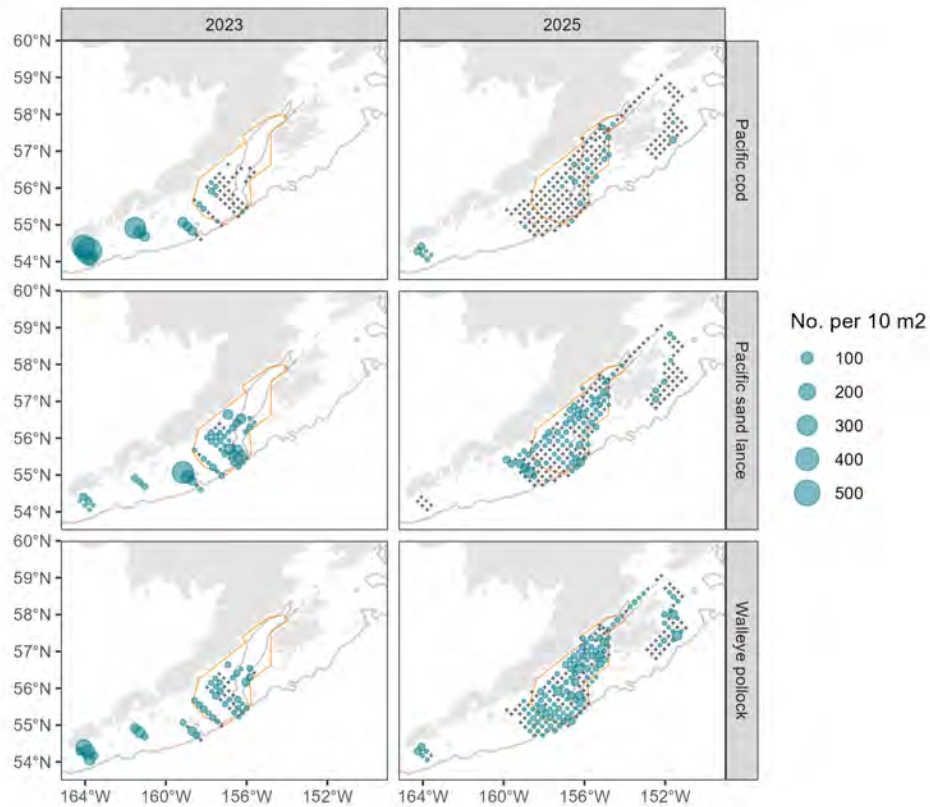 2023
2025
60°N
59°N
58°N
57°N
56°N
55°N
54°N
Pacific cod
60°N
59°N
58°N
57°N
56°N
55°N
54°N
Pacific sand lance
No. per 10 m2
100
200
300
400
500
60°N
59°N
58°N
57°N
56°N
55°N
54°N
Walleye pollock
164°W 160°W 156°W 152°W 164°W 160°W 156°W 152°W